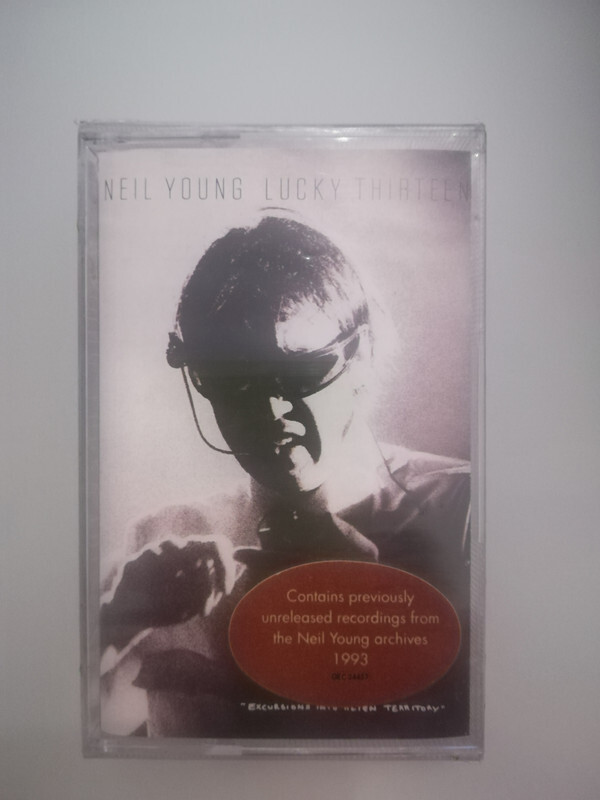 NEIL YOUNG LUCKY THIRTEEN
Contains previously
unreleased recordings from
the Neil Young archives
1993
"EXCURSIONS INTO ALIEN TERRITORY"